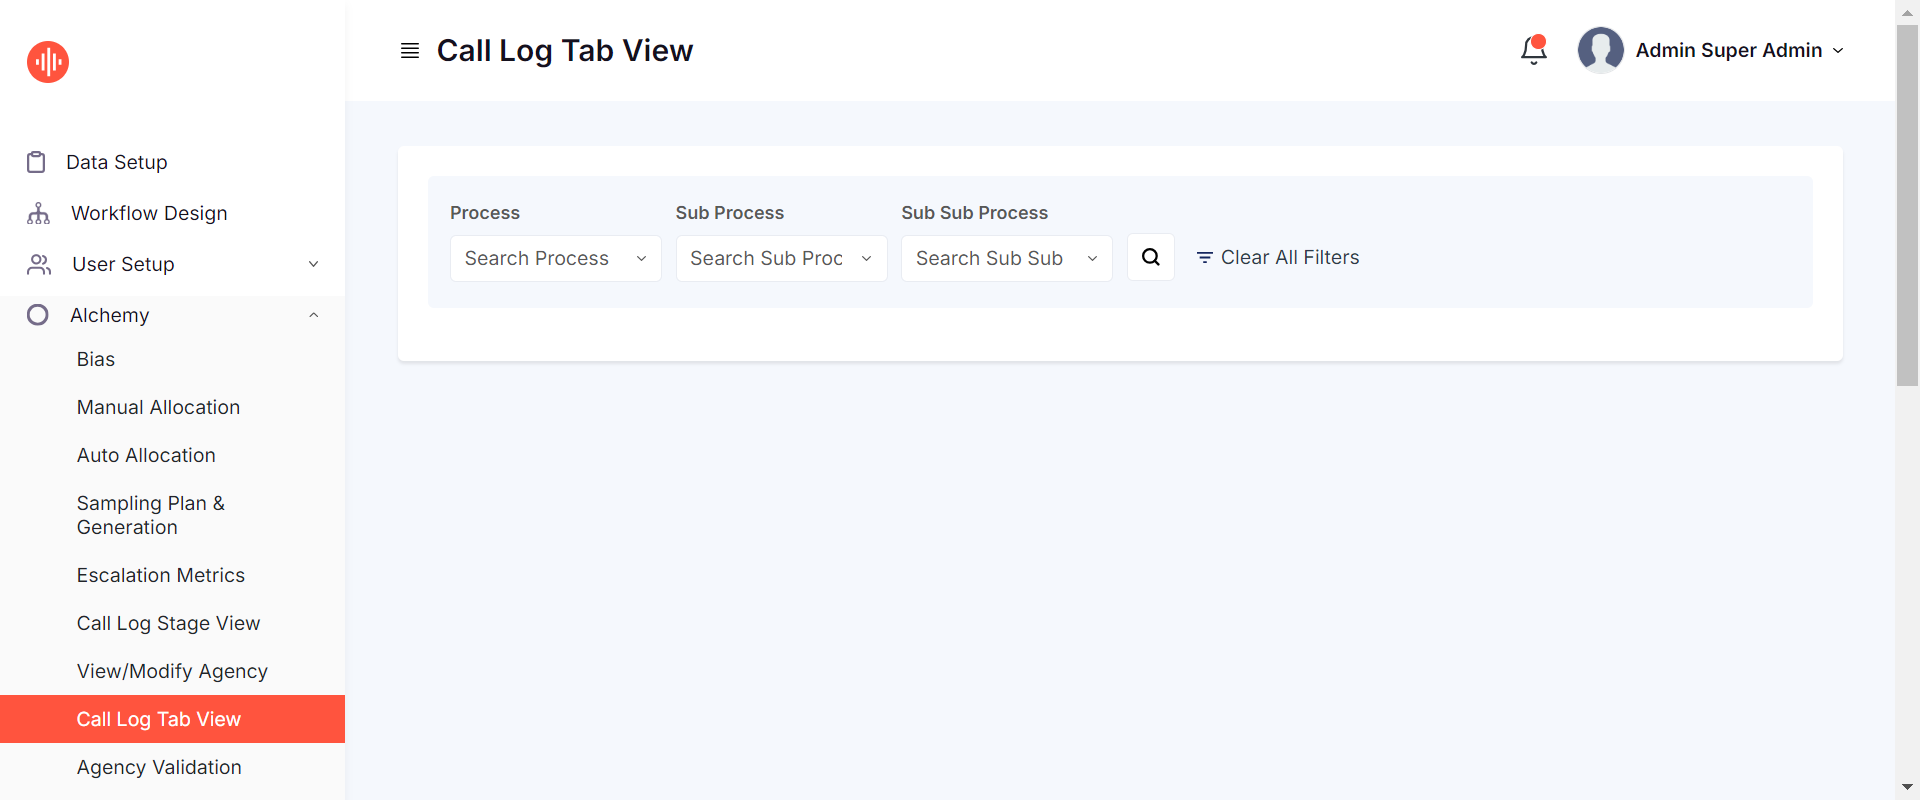 Call Log Tab View
Admin Super Admin
Data Setup
Workflow Design
User Setup
Alchemy
Bias
Manual Allocation
Auto Allocation
Sampling Plan &
Generation
Escalation Metrics
Call Log Stage View
View/Modify Agency
Call Log Tab View
Agency Validation
Process
Sub Process
Sub Sub Process
Search Process
Search Sub Proc
Search Sub Sub
Clear All Filters